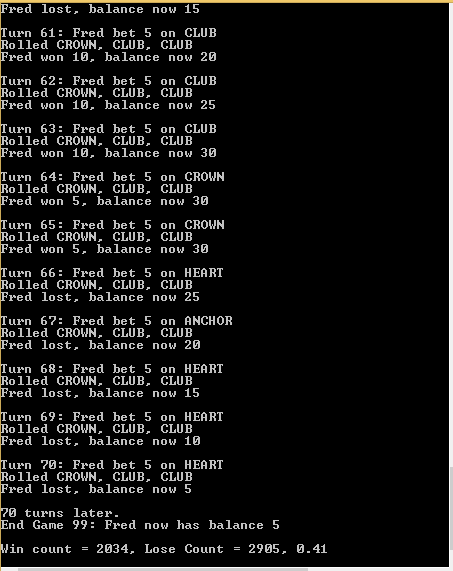 Fred lost, balance now 15
Turn 61: Fred bet 5 on CLUB
Rolled CROWN, CLUB, CLUB
Fred won 10, balance now 20
Turn 62: Fred bet 5 on CLUB
Rolled CROWN, CLUB, CLUB
Fred won 10, balance now 25
Turn 63: Fred bet 5 on CLUB
Rolled CROWN, CLUB, CLUB
Fred won 10, balance now 30
Turn 64: Fred bet 5 on CROWN
Rolled CROWN, CLUB, CLUB
Fred won 5, balance now 30
Turn 65: Fred bet 5 on CROWN
Rolled CROWN, CLUB, CLUB
Fred won 5, balance now 30
Turn 66: Fred bet 5 on HEART
Rolled CROWN, CLUB, CLUB
Fred lost, balance now 25
Turn 67: Fred bet 5 on ANCHOR
Rolled CROWN, CLUB, CLUB
Fred lost, balance now 20
Turn 68: Fred bet 5 on HEART
Rolled CROWN, CLUB, CLUB
Fred lost, balance now 15
Turn 69: Fred bet 5 on HEART
Rolled CROWN, CLUB, CLUB
Fred lost, balance now 10
Turn 70: Fred bet 5 on HEART
Rolled CROWN, CLUB, CLUB
Fred lost, balance now 5
70 turns later.
End Game 99: Fred now has balance 5
Win count = 2034, Lose Count = 2905, 0.41